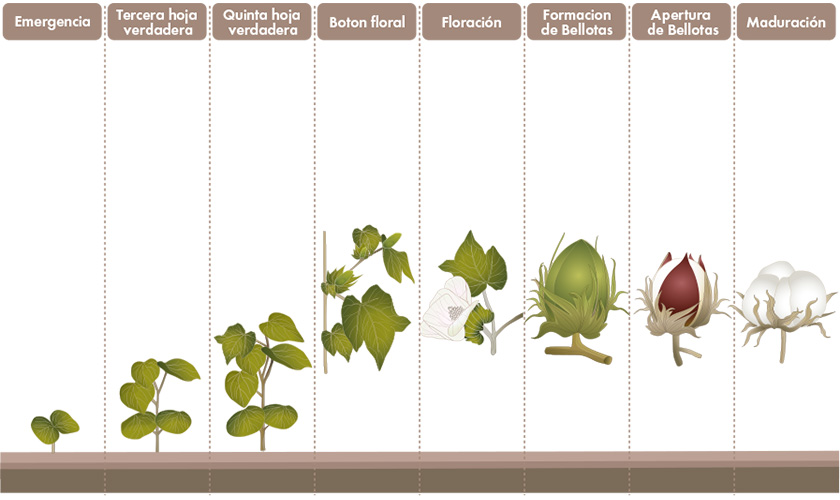 Emergencia
Tercera hoja
verdadera
Quinta hoja
verdadera
Boton floral
Floración
Formacion
de Bellotas
Apertura
de Bellotas
Maduración